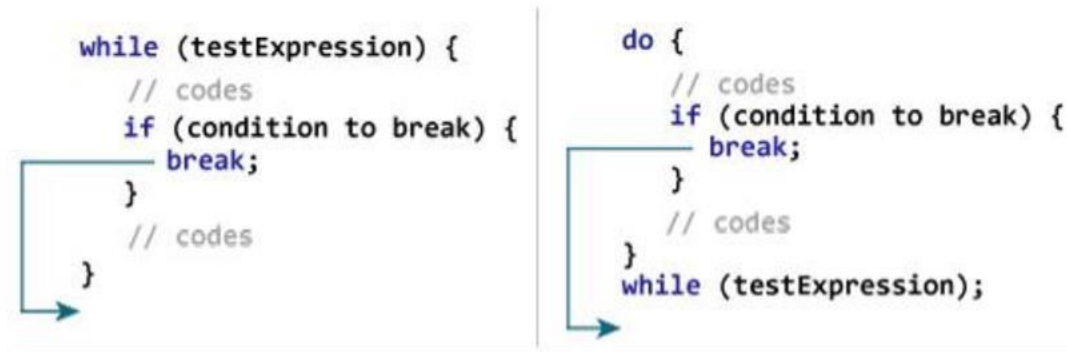 while (testExpression) {
// codes
if (condition to break) {
break;
}
// codes
}
do {
// codes
if (condition to break) {
break;
}
// codes
}
while (testExpression);